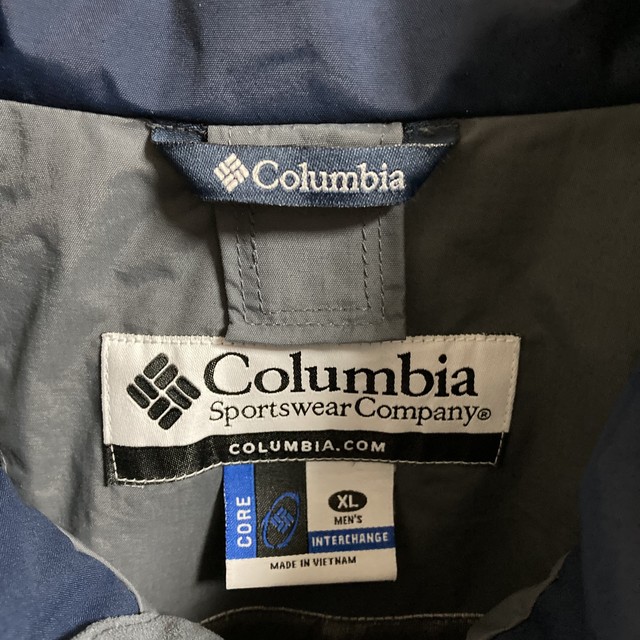 Columbia
Columbia
Sportswear Company®
COLUMBIA.COM
CORE
XL
MEN'S
INTERCHANGE
MADE IN VIETNAM